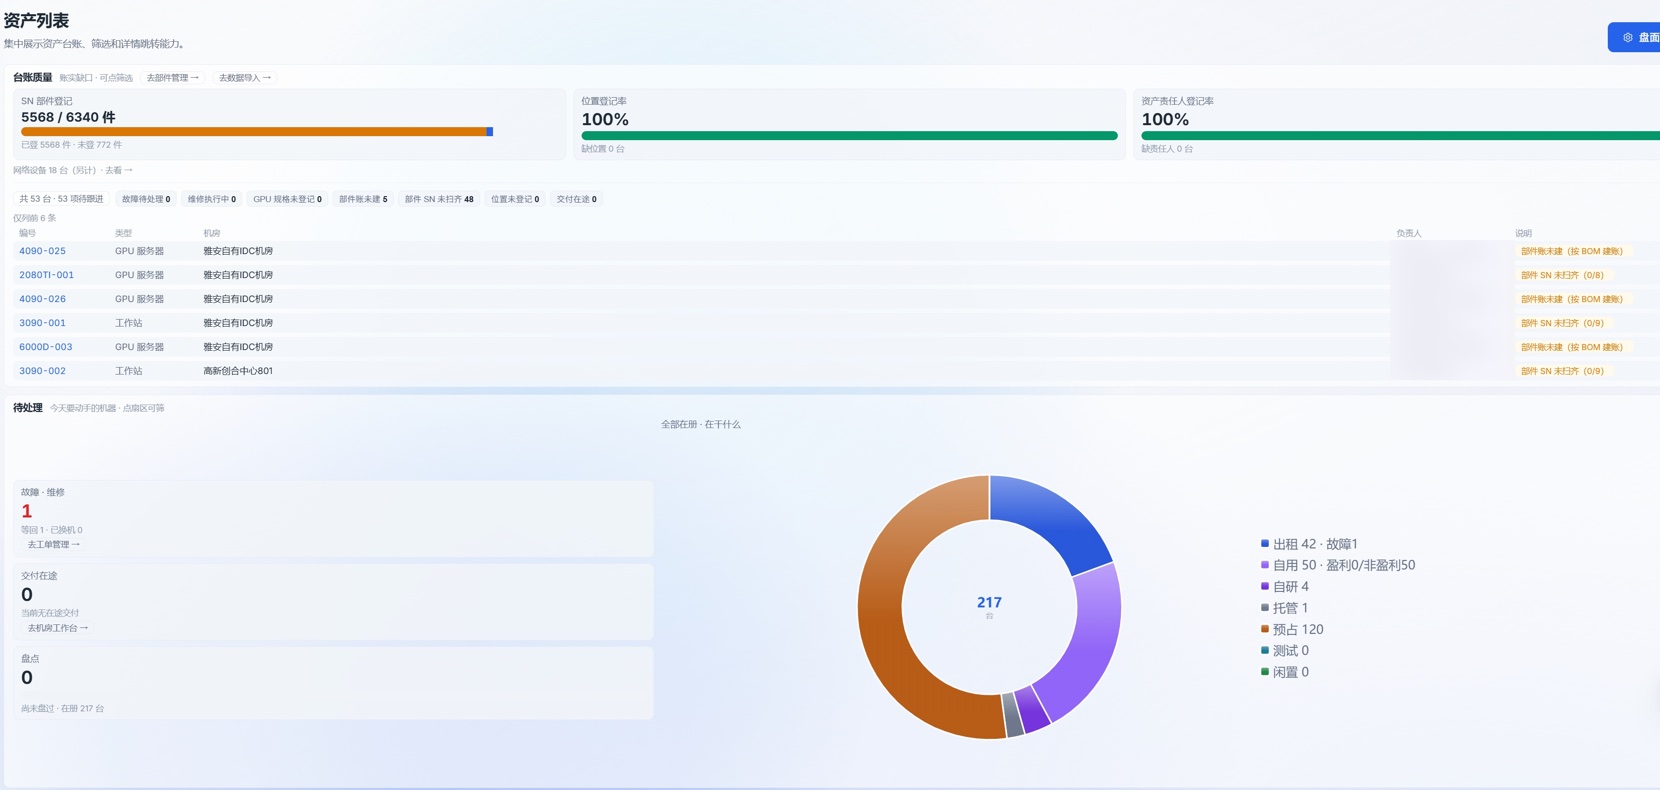 资产列表
集中展示资产台账、筛选和详情跳转能力。
盘面
台账质量 账实缺口 · 可点筛选 去部件管理 → 去数据导入 →
SN 部件登记
5568 / 6340 件
已登 5568 件 · 未登 772 件
位置登记率
100%
缺位置 0 台
资产责任人登记率
100%
缺责任人 0 台
网络设备 18 台（另计） · 去看 →
共 53 台 · 53 项待跟进 故障待处理 0 维修执行中 0 GPU 规格未登记 0 部件账未建 5 部件 SN 未扫齐 48 位置未登记 0 交付在途 0
仅列前 6 条
编号 类型 机房 负责人 说明
4090-025 GPU 服务器 雅安自有IDC机房 部件账未建（按 BOM 建账）
2080TI-001 GPU 服务器 雅安自有IDC机房 部件 SN 未扫齐（0/8）
4090-026 GPU 服务器 雅安自有IDC机房 部件账未建（按 BOM 建账）
3090-001 工作站 雅安自有IDC机房 部件 SN 未扫齐（0/9）
6000D-003 GPU 服务器 雅安自有IDC机房 部件账未建（按 BOM 建账）
3090-002 工作站 高新创合中心801 部件 SN 未扫齐（0/9）
待处理 今天要动手的机器 · 点扇区可筛
全部在册 · 在干什么
故障 · 维修
1
等回 1 · 已换机 0
去工单管理 →
交付在途
0
当前无在途交付
去机房工作台 →
盘点
0
尚未盘过 · 在册 217 台
217
台
出租 42 · 故障1
自用 50 · 盈利0/非盈利50
自研 4
托管 1
预占 120
测试 0
闲置 0